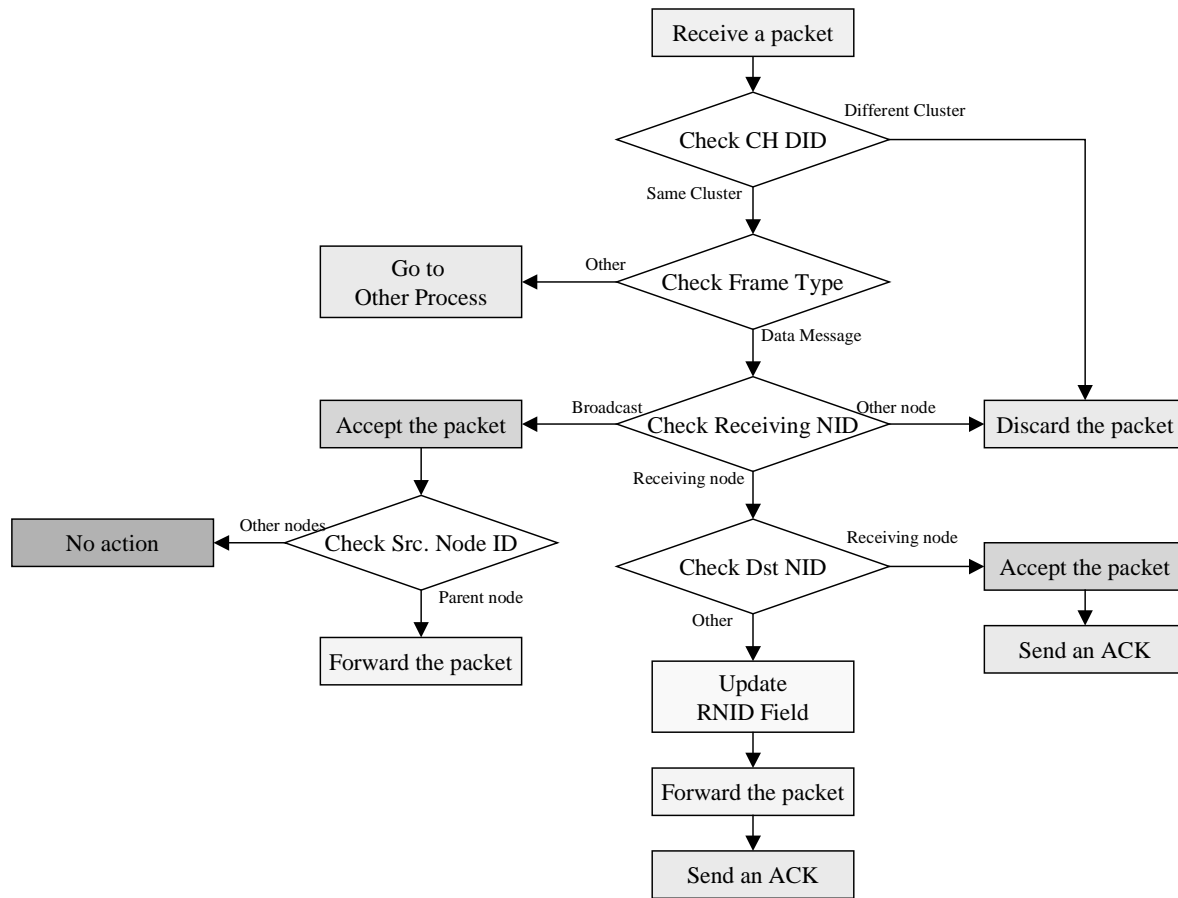 Receive a packet
Different Cluster
Check CH DID
Same Cluster
Go to
Other Process
Other
Check Frame Type
Data Message
Accept the packet
Broadcast
Check Receiving NID
Other node
Discard the packet
Receiving node
No action
Other nodes
Check Src. Node ID
Parent node
Forward the packet
Check Dst NID
Receiving node
Accept the packet
Send an ACK
Other
Update
RNID Field
Forward the packet
Send an ACK